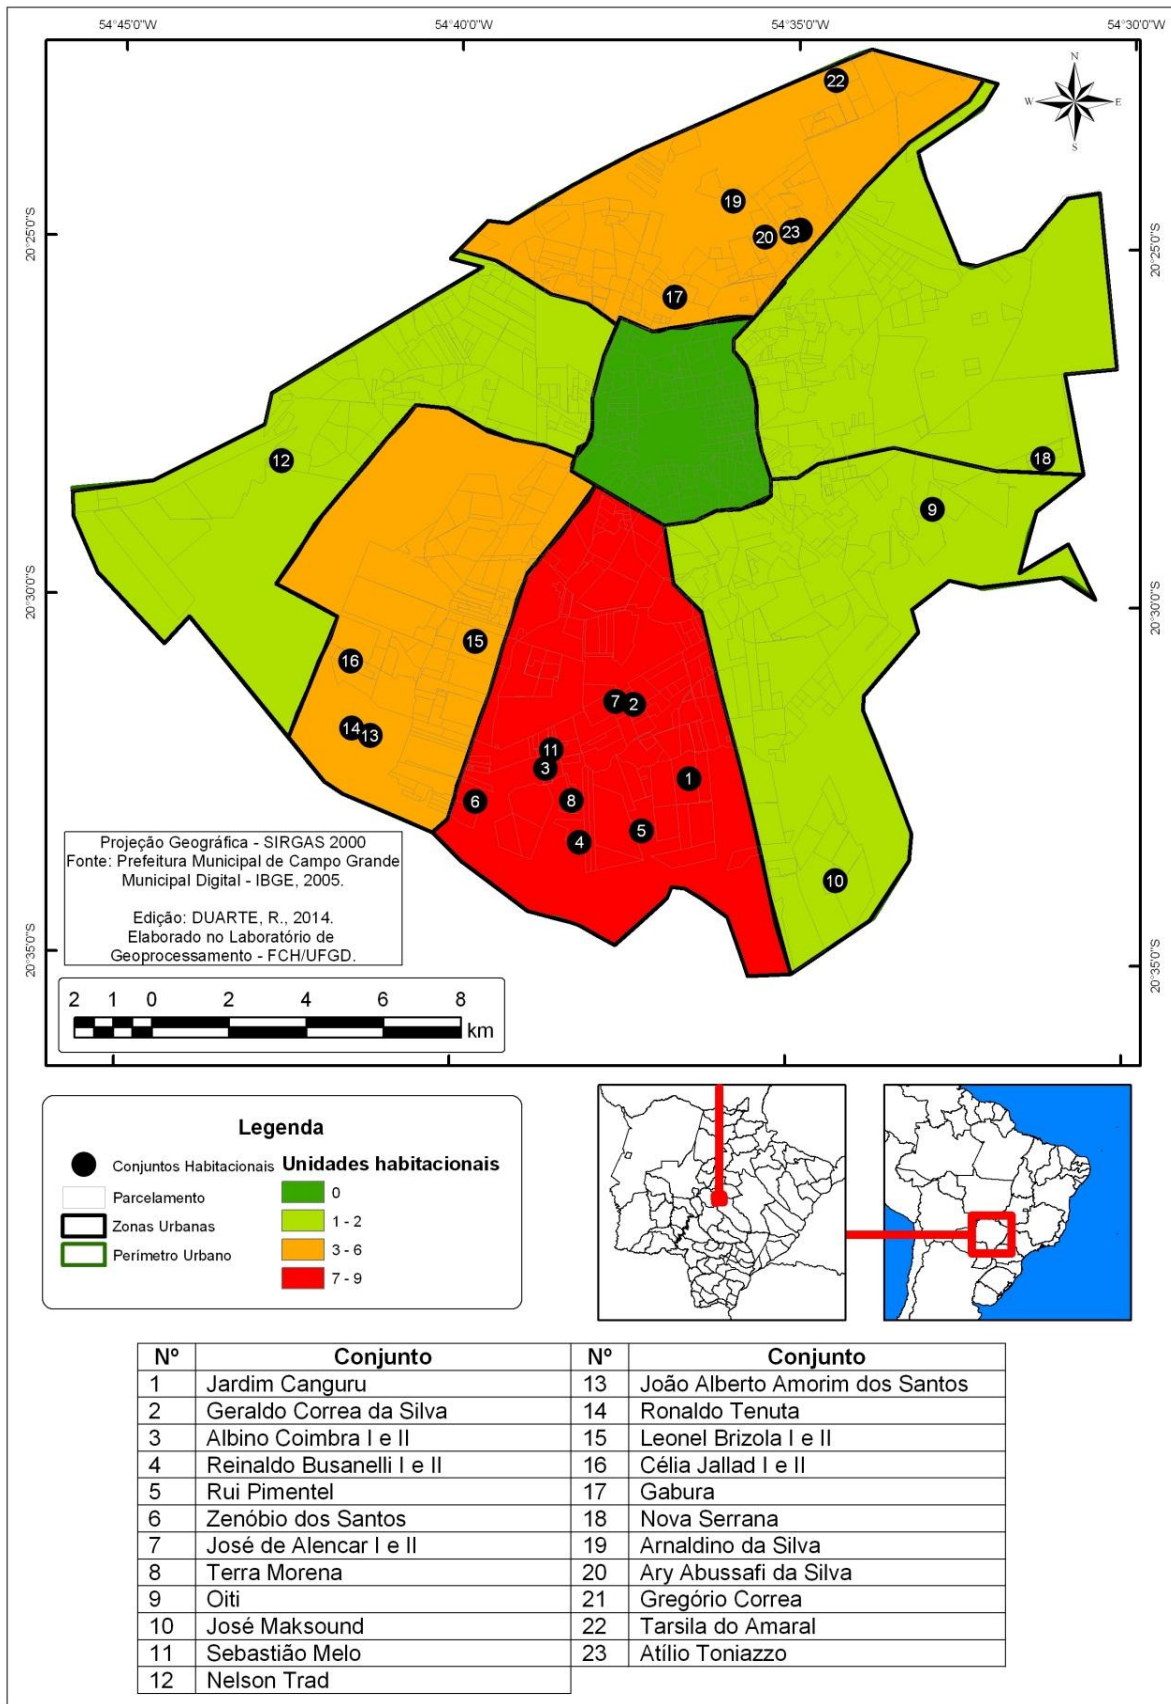 54°45'0"W 54°40'0"W 54°35'0"W 54°30'0"W
N
W E
S
22
19
20 23
17
20°25'0"S 20°25'0"S
12
18
9
20°30'0"S 20°30'0"S
15
16
7 2
14 13
11
3
1
6 8
5
4
10
20°35'0"S 20°35'0"S
Projeção Geográfica - SIRGAS 2000
Fonte: Prefeitura Municipal de Campo Grande
Municipal Digital - IBGE, 2005.
Edição: DUARTE, R., 2014.
Elaborado no Laboratório de
Geoprocessamento - FCH/UFGD.
2 1 0 2 4 6 8
km
Legenda
Conjuntos Habitacionais
Parcelamento
Zonas Urbanas
Perímetro Urbano
Unidades habitacionais
0
1 - 2
3 - 6
7 - 9
Nº Conjunto Nº Conjunto
1 Jardim Canguru 13 João Alberto Amorim dos Santos
2 Geraldo Correa da Silva 14 Ronaldo Tenuta
3 Albino Coimbra I e II 15 Leonel Brizola I e II
4 Reinaldo Busanelli I e II 16 Célia Jallad I e II
5 Rui Pimentel 17 Gabura
6 Zenóbio dos Santos 18 Nova Serrana
7 José de Alencar I e II 19 Arnaldino da Silva
8 Terra Morena 20 Ary Abussafi da Silva
9 Oiti 21 Gregório Correa
10 José Maksound 22 Tarsila do Amaral
11 Sebastião Melo 23 Atílio Toniazzo
12 Nelson Trad